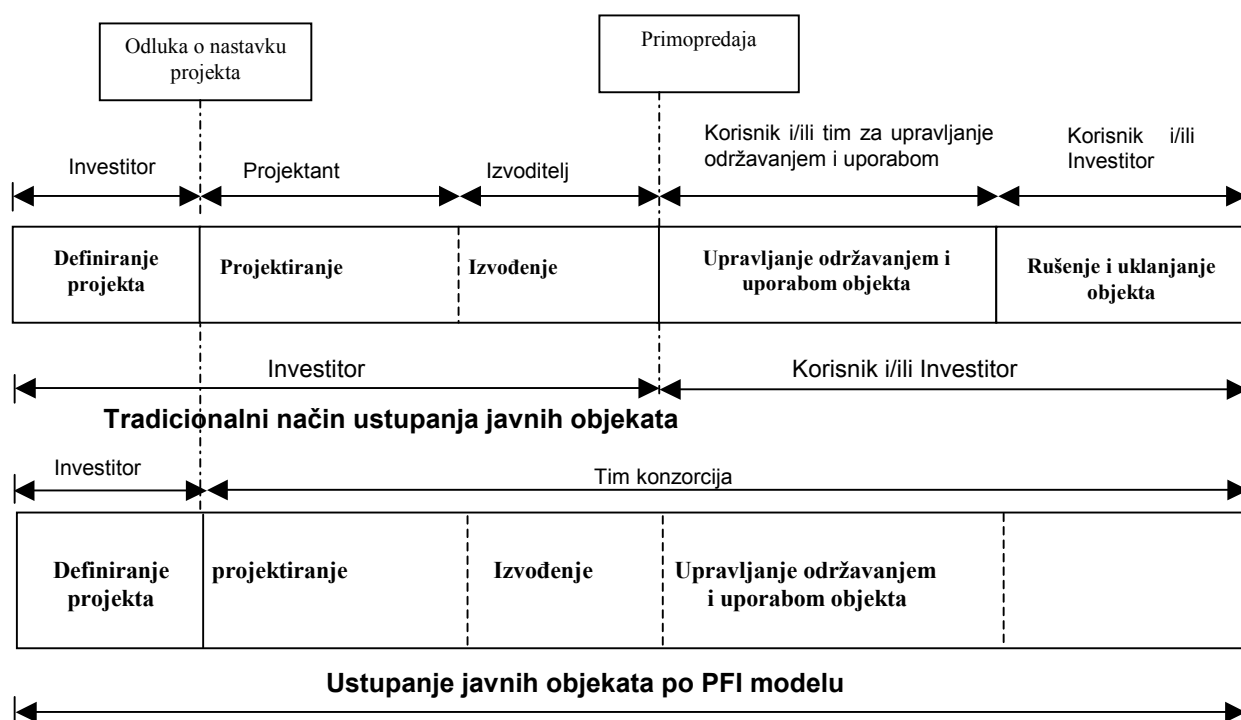 Odluka o nastavku
projekta
Primopredaja
Investitor
Projektant
Izvoditelj
Korisnik i/ili tim za upravljanje
održavanjem i uporabom
Korisnik i/ili
Investitor
Definiranje
projekta
Projektiranje
Izvođenje
Upravljanje održavanjem i
uporabom objekta
Rušenje i uklanjanje
objekta
Investitor
Korisnik i/ili Investitor
Tradicionalni način ustupanja javnih objekata
Investitor
Tim konzorcija
Definiranje
projekta
projektiranje
Izvođenje
Upravljanje održavanjem
i uporabom objekta
Ustupanje javnih objekata po PFI modelu